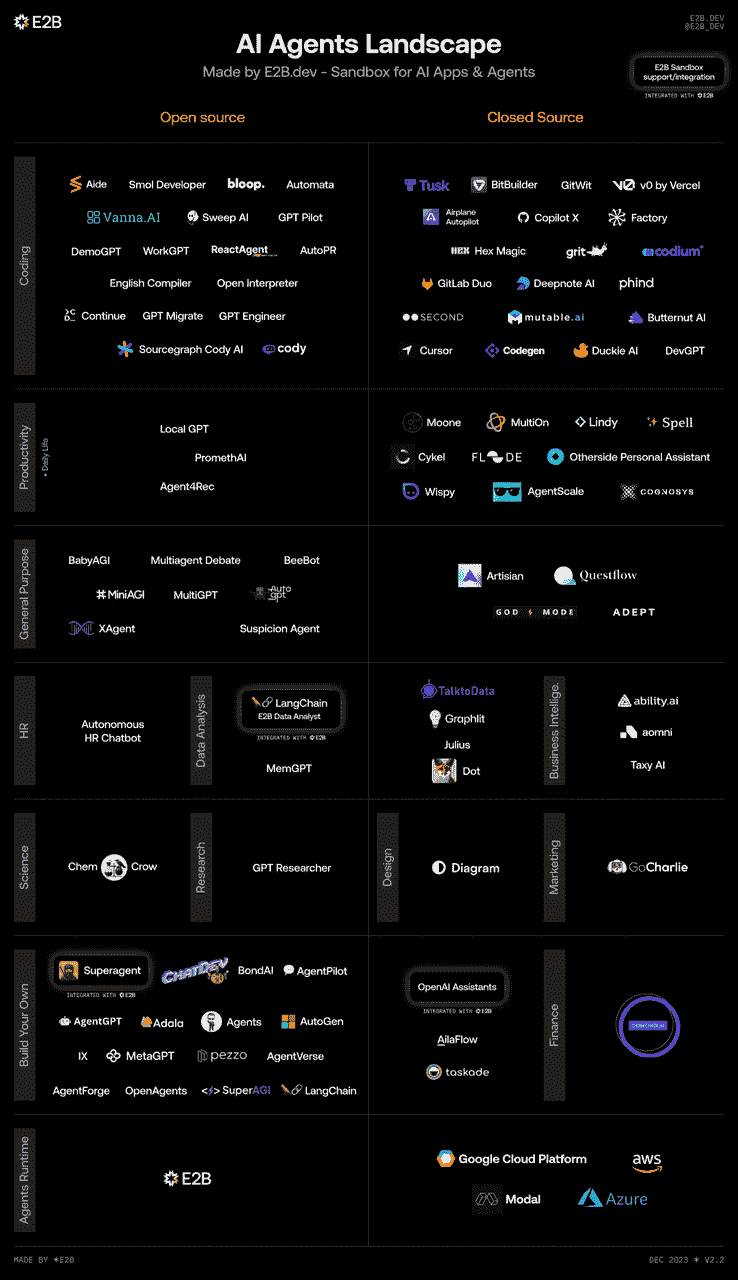 E2B
E2B.DEV
@E2B_DEV
AI Agents Landscape
Made by E2B.dev - Sandbox for AI Apps & Agents
E2B Sandbox
support/integration
INTEGRATED WITH E2B
Open source
Closed Source
Coding
Aide
Smol Developer
bloop.
Automata
Vanna.AI
Sweep AI
GPT Pilot
DemoGPT
WorkGPT
ReactAgent
AutoPR
English Compiler
Open Interpreter
Continue
GPT Migrate
GPT Engineer
Sourcegraph Cody AI
cody
Tusk
BitBuilder
GitWit
v0 by Vercel
Airplane
Autopilot
Copilot X
Factory
HEX Hex Magic
grit
codium
GitLab Duo
Deepnote AI
phind
SECOND
mutable.ai
Butternut AI
Cursor
Codegen
Duckie AI
DevGPT
Productivity
• Daily Life
Local GPT
PromethAI
Agent4Rec
Moone
MultiOn
Lindy
Spell
Cykel
FL DE
Otherside Personal Assistant
Wispy
AgentScale
COGNOSYS
General Purpose
BabyAGI
Multiagent Debate
BeeBot
#MiniAGI
MultiGPT
Auto
gpt
XAgent
Suspicion Agent
Artisian
Questflow
GOD MODE
ADEPT
HR
Autonomous
HR Chatbot
Data Analysis
LangChain
E2B Data Analyst
INTEGRATED WITH E2B
MemGPT
TalktoData
Graphlit
Julius
Dot
Business Intellige.
ability.ai
aomni
Taxy AI
Science
Chem Crow
Research
GPT Researcher
Design
Diagram
Marketing
GoCharlie
Build Your Own
Superagent
INTEGRATED WITH E2B
CHATDEV
BondAI
AgentPilot
AgentGPT
Adala
Agents
AutoGen
IX
MetaGPT
pezzo
AgentVerse
AgentForge
OpenAgents
SuperAGI
LangChain
OpenAI Assistants
INTEGRATED WITH E2B
AilaFlow
taskade
Finance
Agents Runtime
E2B
Google Cloud Platform
aws
Modal
Azure
MADE BY ✶E2B
DEC 2023 ✶ V2.2